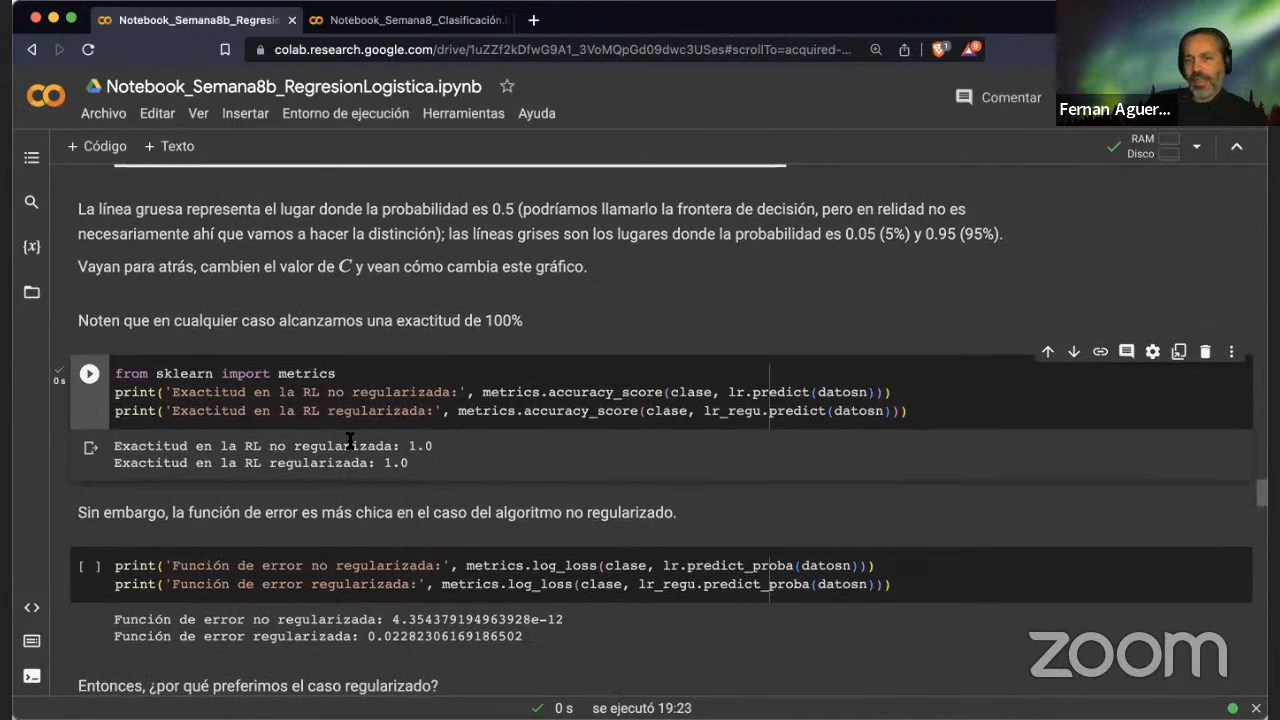 Notebook_Semana8b_Regresi
Notebook_Semana8_Clasificación.i
colab.research.google.com/drive/1uZZf2kDfwG9A1_3VoMQpGd09dwc3USes#scrollTo=acquired-...
1
9
Notebook_Semana8b_RegresionLogistica.ipynb
Archivo Editar Ver Insertar Entorno de ejecución Herramientas Ayuda
Comentar
Fernan Aguer...
+ Código + Texto
RAM
Disco
La línea gruesa representa el lugar donde la probabilidad es 0.5 (podríamos llamarlo la frontera de decisión, pero en relidad no es
necesariamente ahí que vamos a hacer la distinción); las líneas grises son los lugares donde la probabilidad es 0.05 (5%) y 0.95 (95%).
Vayan para atrás, cambien el valor de C y vean cómo cambia este gráfico.
Noten que en cualquier caso alcanzamos una exactitud de 100%
0 s
from sklearn import metrics
print('Exactitud en la RL no regularizada:', metrics.accuracy_score(clase, lr.predict(datosn)))
print('Exactitud en la RL regularizada:', metrics.accuracy_score(clase, lr_regu.predict(datosn)))
Exactitud en la RL no regularizada: 1.0
Exactitud en la RL regularizada: 1.0
Sin embargo, la función de error es más chica en el caso del algoritmo no regularizado.
[ ] print('Función de error no regularizada:', metrics.log_loss(clase, lr.predict_proba(datosn)))
print('Función de error regularizada:', metrics.log_loss(clase, lr_regu.predict_proba(datosn)))
Función de error no regularizada: 4.354379194963928e-12
Función de error regularizada: 0.02282306169186502
Entonces, ¿por qué preferimos el caso regularizado?
0 s se ejecutó 19:23
zoom